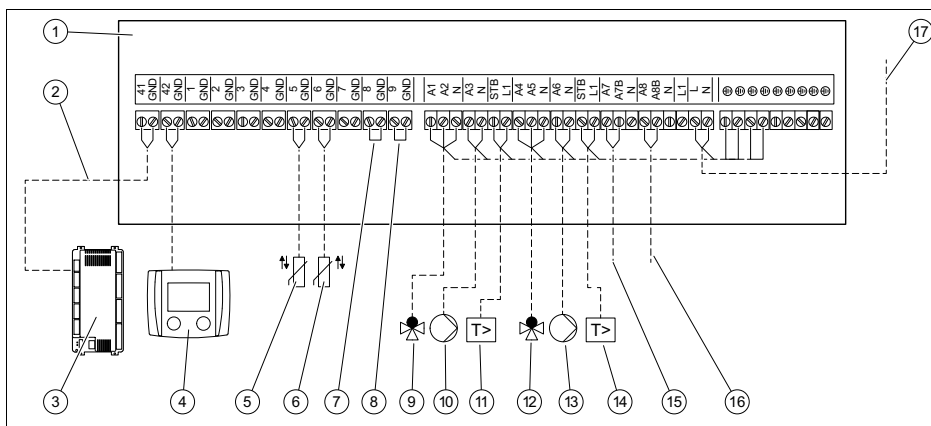 1
17
41 GND 42 GND 1 GND 2 GND 3 GND 4 GND 5 GND 6 GND 7 GND 8 GND 9 GND A1 A2 N A3 N STB L1 A4 A5 N A6 N STB L1 A7 A7B N A8 A8B N L1 L N
2
T> T>
3 4 5 6 7 8 9 10 11 12 13 14 15 16